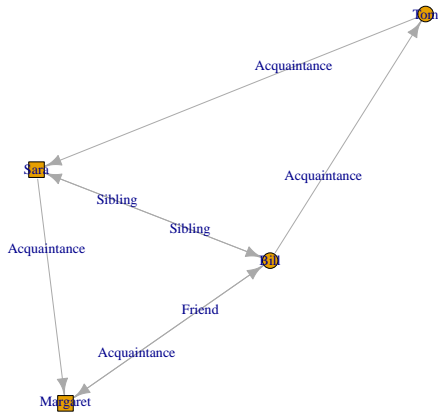 Tom
Acquaintance
Sara
Acquaintance
Sibling
Sibling
Acquaintance
Bill
Friend
Acquaintance
Margaret